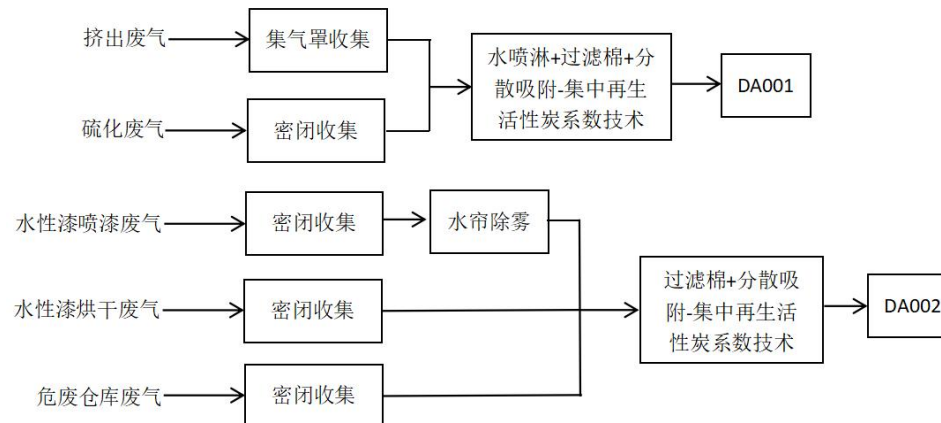 挤出废气
集气罩收集
水喷淋+过滤棉+分
散吸附-集中再生
活性炭系数技术
DA001
硫化废气
密闭收集
水性漆喷漆废气
密闭收集
水帘除雾
水性漆烘干废气
密闭收集
过滤棉+分散吸
附-集中再生活
性炭系数技术
DA002
危废仓库废气
密闭收集